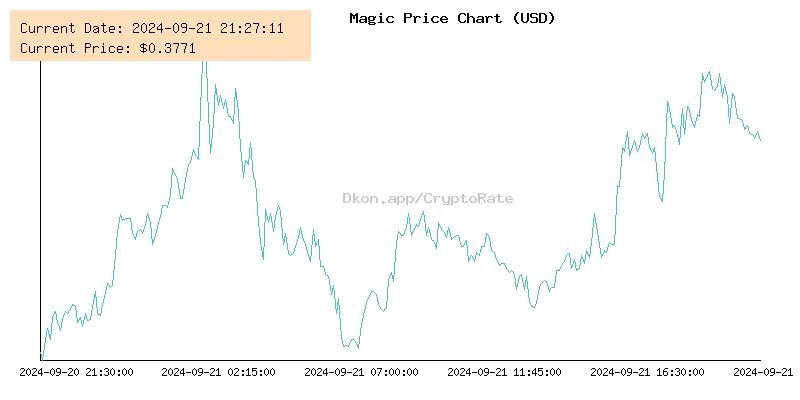 Magic Price Chart (USD)
Current Date: 2024-09-21 21:27:11
Current Price: $0.3771
Dkon.app/CryptoRate
2024-09-20 21:30:00 2024-09-21 02:15:00 2024-09-21 07:00:00 2024-09-21 11:45:00 2024-09-21 16:30:00 2024-09-21